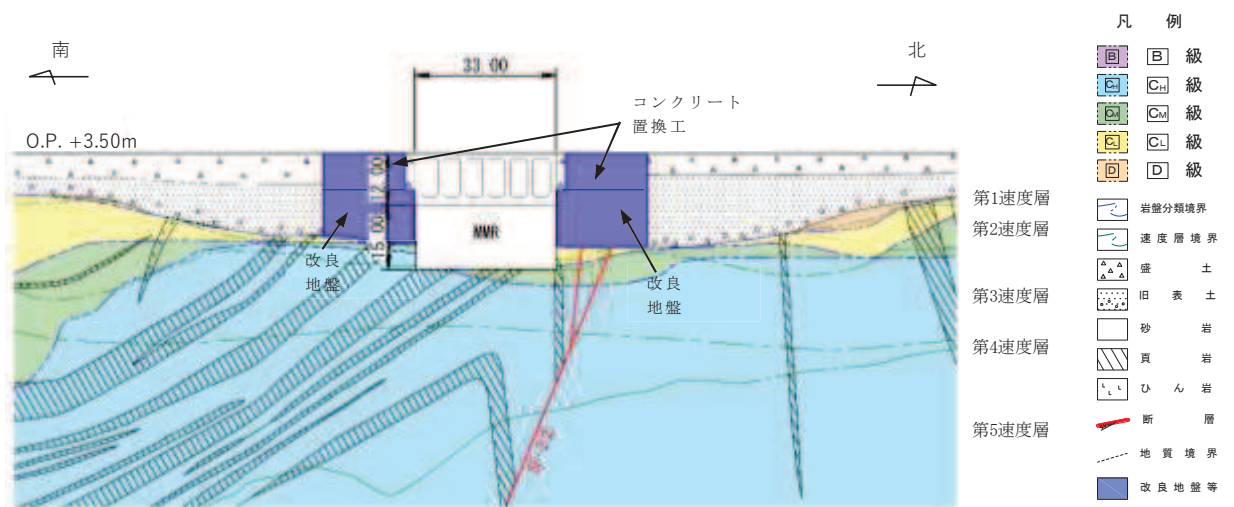 南
北
33.00
コンクリート
置換工
O.P. +3.50m
12.00
15.00
MMR
改良
地盤
改良
地盤
第1速度層
第2速度層
第3速度層
第4速度層
第5速度層
凡 例
B B 級
CH CH 級
CM CM 級
CL CL 級
D D 級
岩盤分類境界
速度層境界
盛 土
旧 表 土
砂 岩
頁 岩
ひ ん 岩
断 層
地 質 境 界
改 良 地 盤 等